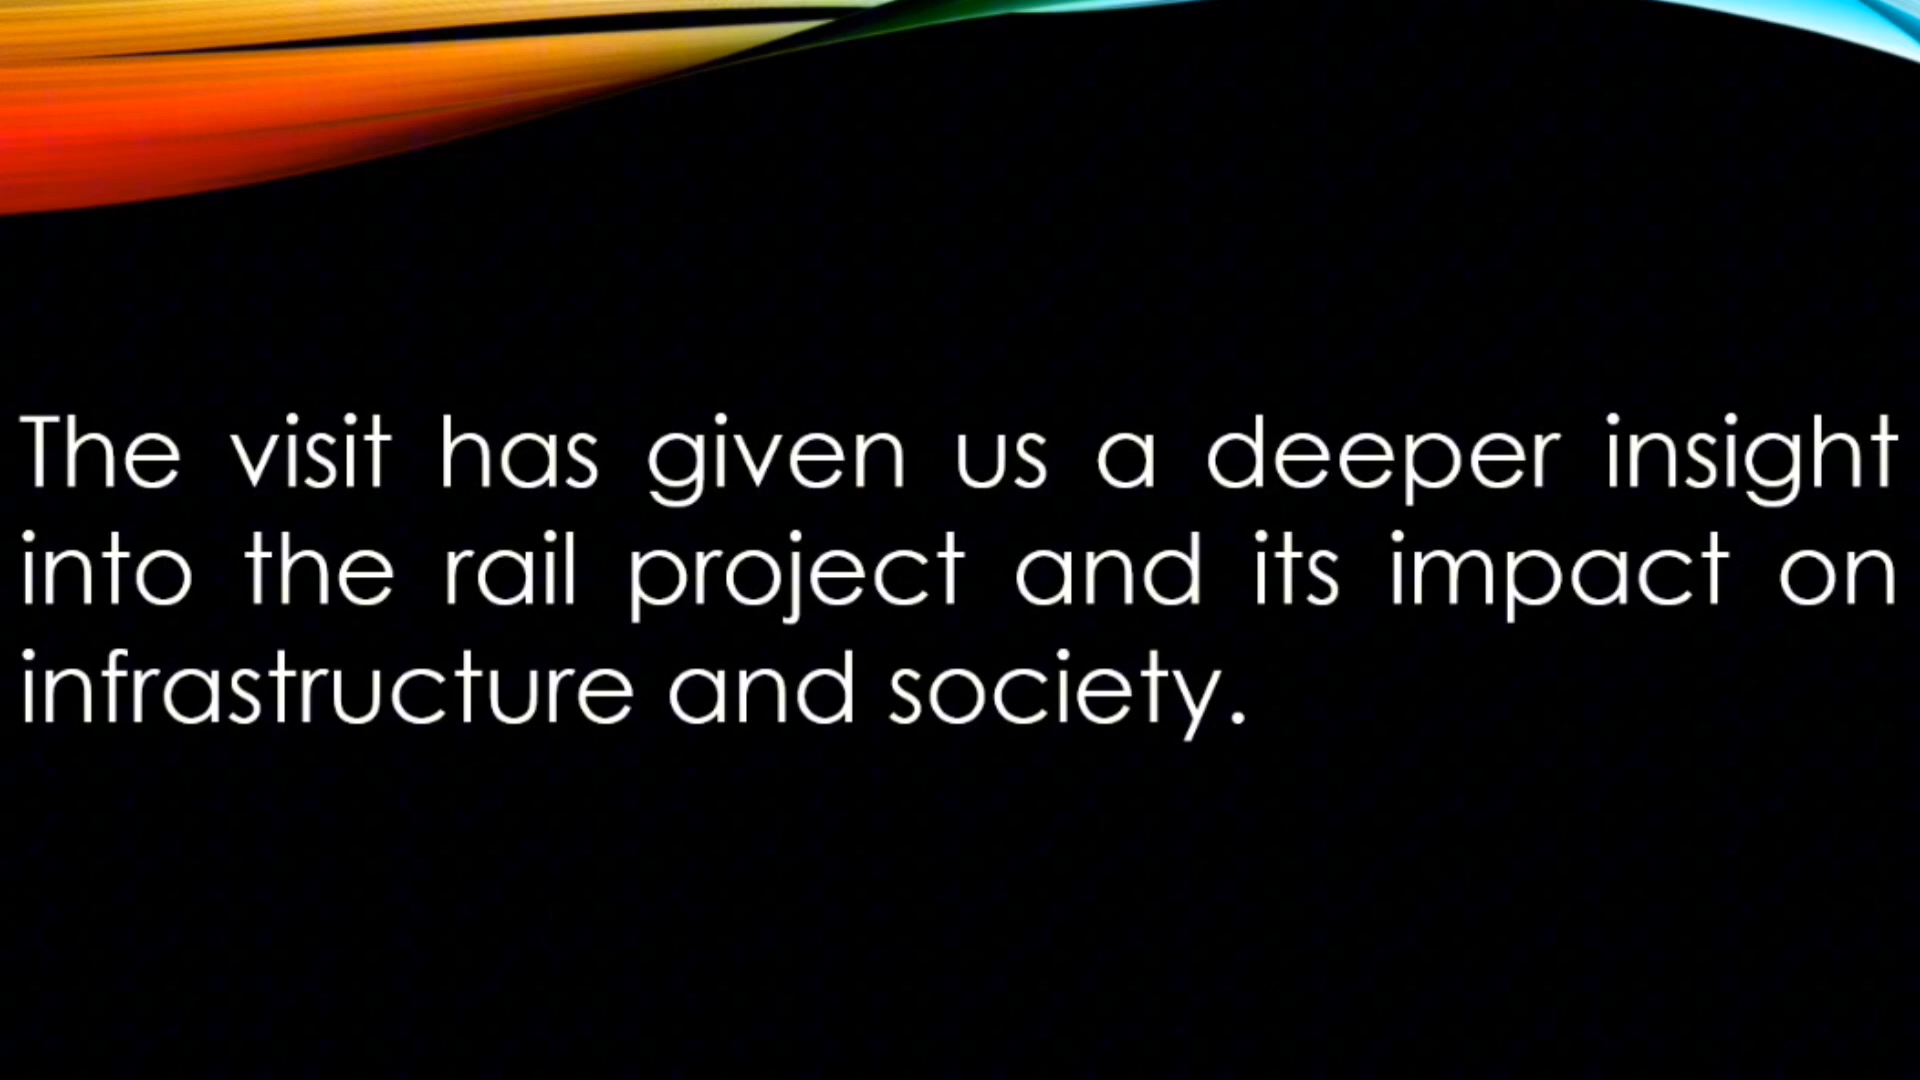 The visit has given us a deeper insight
into the rail project and its impact on
infrastructure and society.